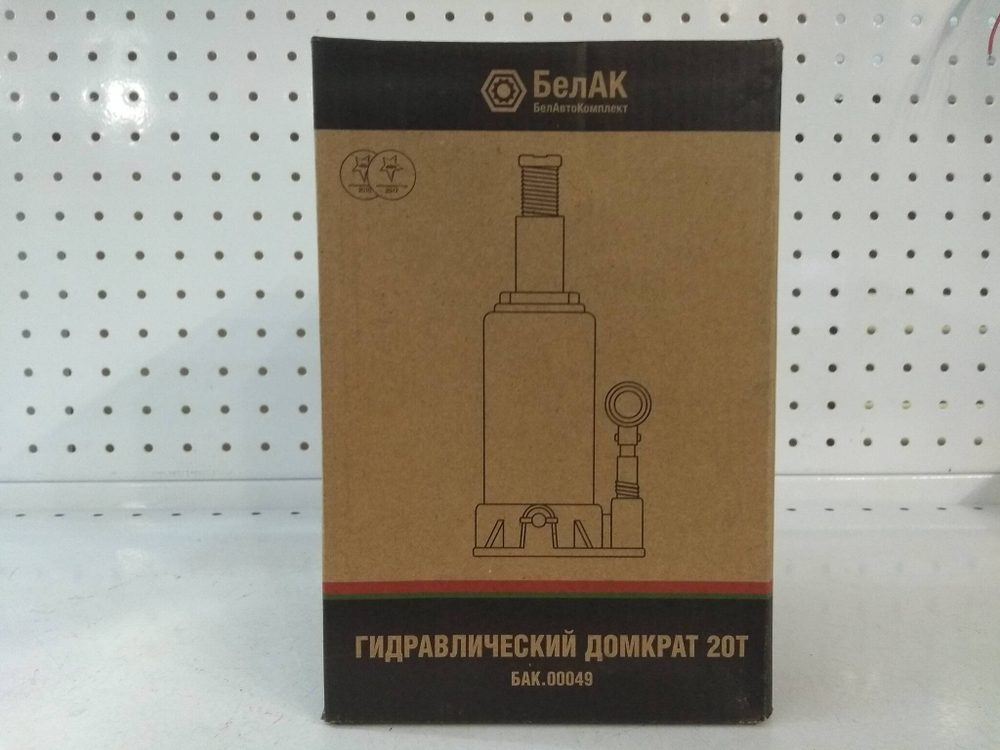 БелАК
БелАвтоКомплект
ГИДРАВЛИЧЕСКИЙ ДОМКРАТ 20Т
БАК.00049